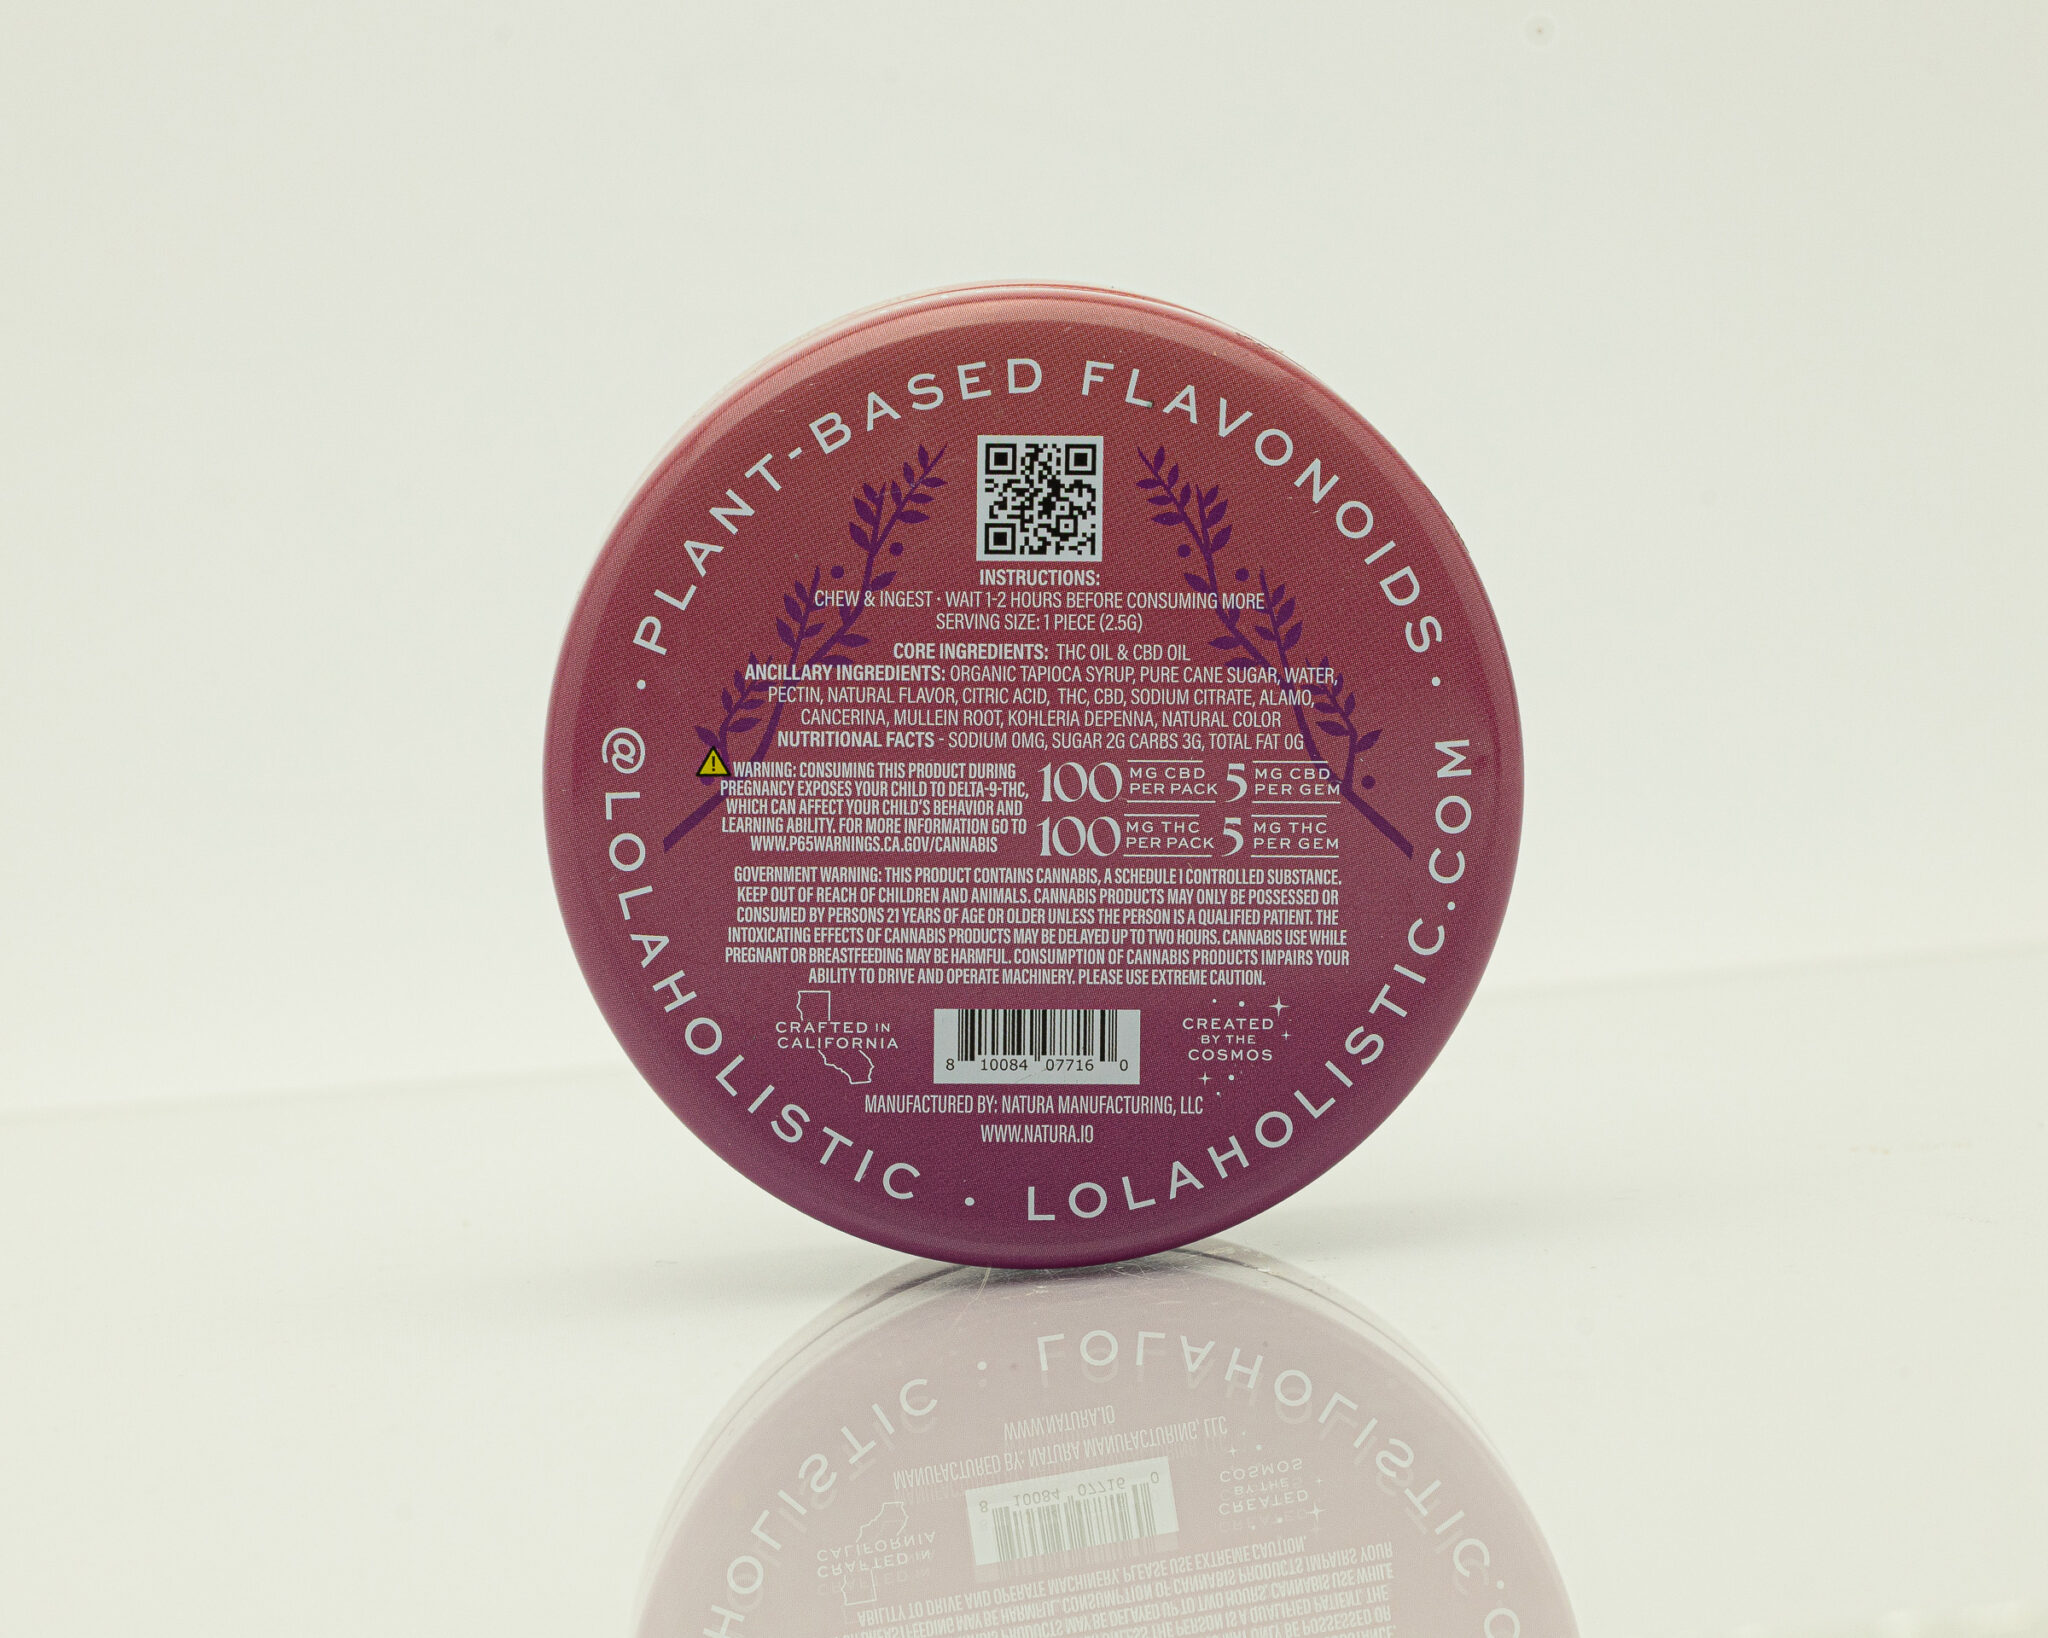 PLANT-BASED FLAVONOIDS · LOLAHOLISTIC.COM · @LOLAHOLISTIC ·
INSTRUCTIONS:
CHEW & INGEST · WAIT 1-2 HOURS BEFORE CONSUMING MORE
SERVING SIZE: 1 PIECE (2.5G)
CORE INGREDIENTS: THC OIL & CBD OIL
ANCILLARY INGREDIENTS: ORGANIC TAPIOCA SYRUP, PURE CANE SUGAR, WATER,
PECTIN, NATURAL FLAVOR, CITRIC ACID, THC, CBD, SODIUM CITRATE, ALAMO,
CANCERINA, MULLEIN ROOT, KOHLERIA DEPENNA, NATURAL COLOR
NUTRITIONAL FACTS - SODIUM 0MG, SUGAR 2G CARBS 3G, TOTAL FAT 0G
WARNING: CONSUMING THIS PRODUCT DURING
PREGNANCY EXPOSES YOUR CHILD TO DELTA-9-THC,
WHICH CAN AFFECT YOUR CHILD'S BEHAVIOR AND
LEARNING ABILITY. FOR MORE INFORMATION GO TO
WWW.P65WARNINGS.CA.GOV/CANNABIS
100 MG CBD PER PACK 5 MG CBD PER GEM
100 MG THC PER PACK 5 MG THC PER GEM
GOVERNMENT WARNING: THIS PRODUCT CONTAINS CANNABIS, A SCHEDULE I CONTROLLED SUBSTANCE.
KEEP OUT OF REACH OF CHILDREN AND ANIMALS. CANNABIS PRODUCTS MAY ONLY BE POSSESSED OR
CONSUMED BY PERSONS 21 YEARS OF AGE OR OLDER UNLESS THE PERSON IS A QUALIFIED PATIENT. THE
INTOXICATING EFFECTS OF CANNABIS PRODUCTS MAY BE DELAYED UP TO TWO HOURS. CANNABIS USE WHILE
PREGNANT OR BREASTFEEDING MAY BE HARMFUL. CONSUMPTION OF CANNABIS PRODUCTS IMPAIRS YOUR
ABILITY TO DRIVE AND OPERATE MACHINERY. PLEASE USE EXTREME CAUTION.
CRAFTED IN
CALIFORNIA
8 10084 07716 0
CREATED
BY THE
COSMOS
MANUFACTURED BY: NATURA MANUFACTURING, LLC
WWW.NATURA.IO